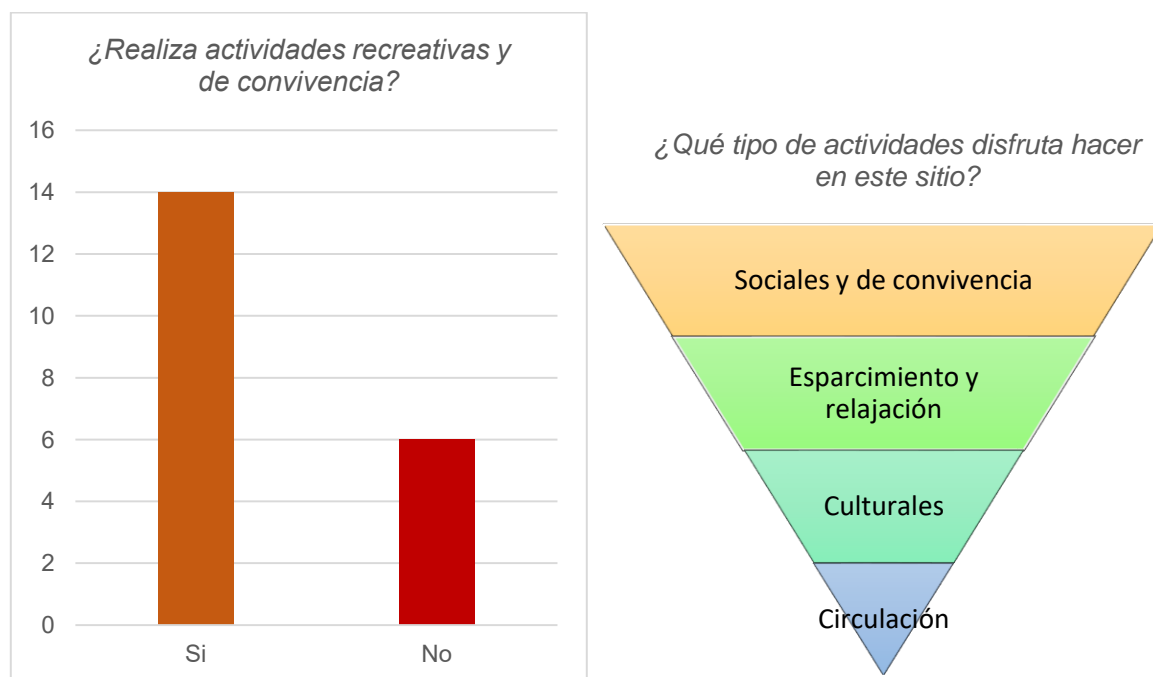 ¿Realiza actividades recreativas y
de convivencia?
16
14
12
10
8
6
4
2
0
Si
No
¿Qué tipo de actividades disfruta hacer
en este sitio?
Sociales y de convivencia
Esparcimiento y
relajación
Culturales
Circulación